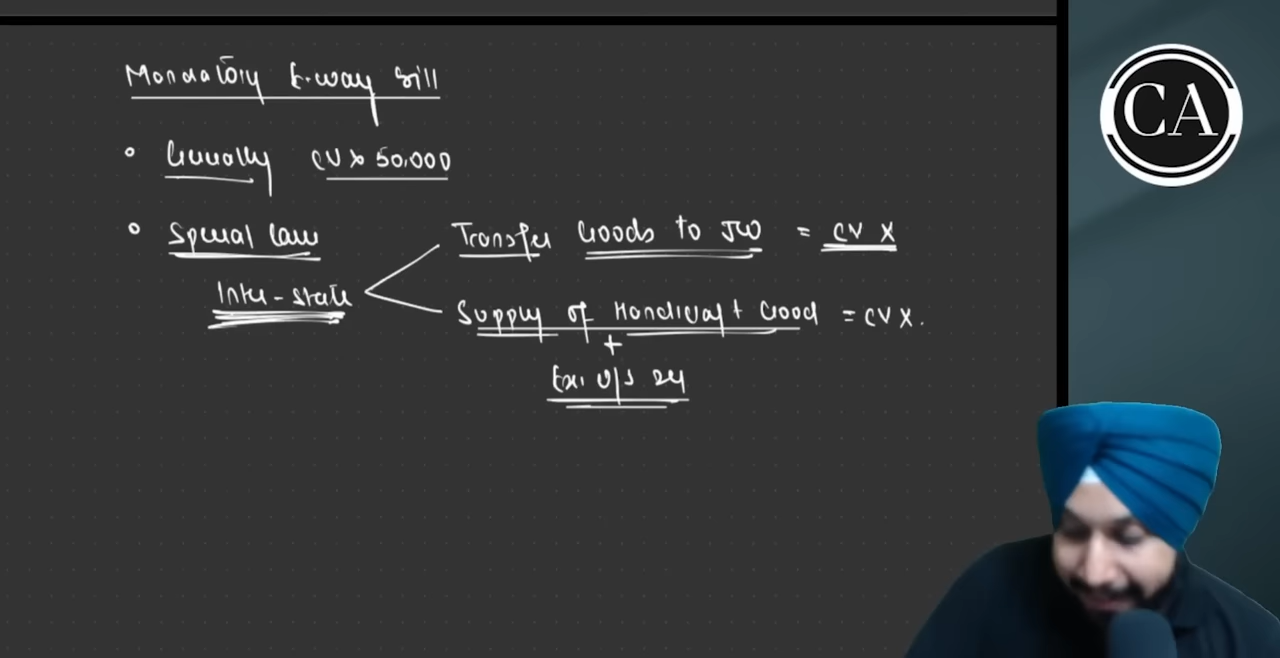 Mandatory E-way Bill
• Generally CV > 50,000
• Special law Transfer Goods to JW = CV X
Inter-state Supply of Handicraft Good = CV X.
+
Ex. U/S 24
CA